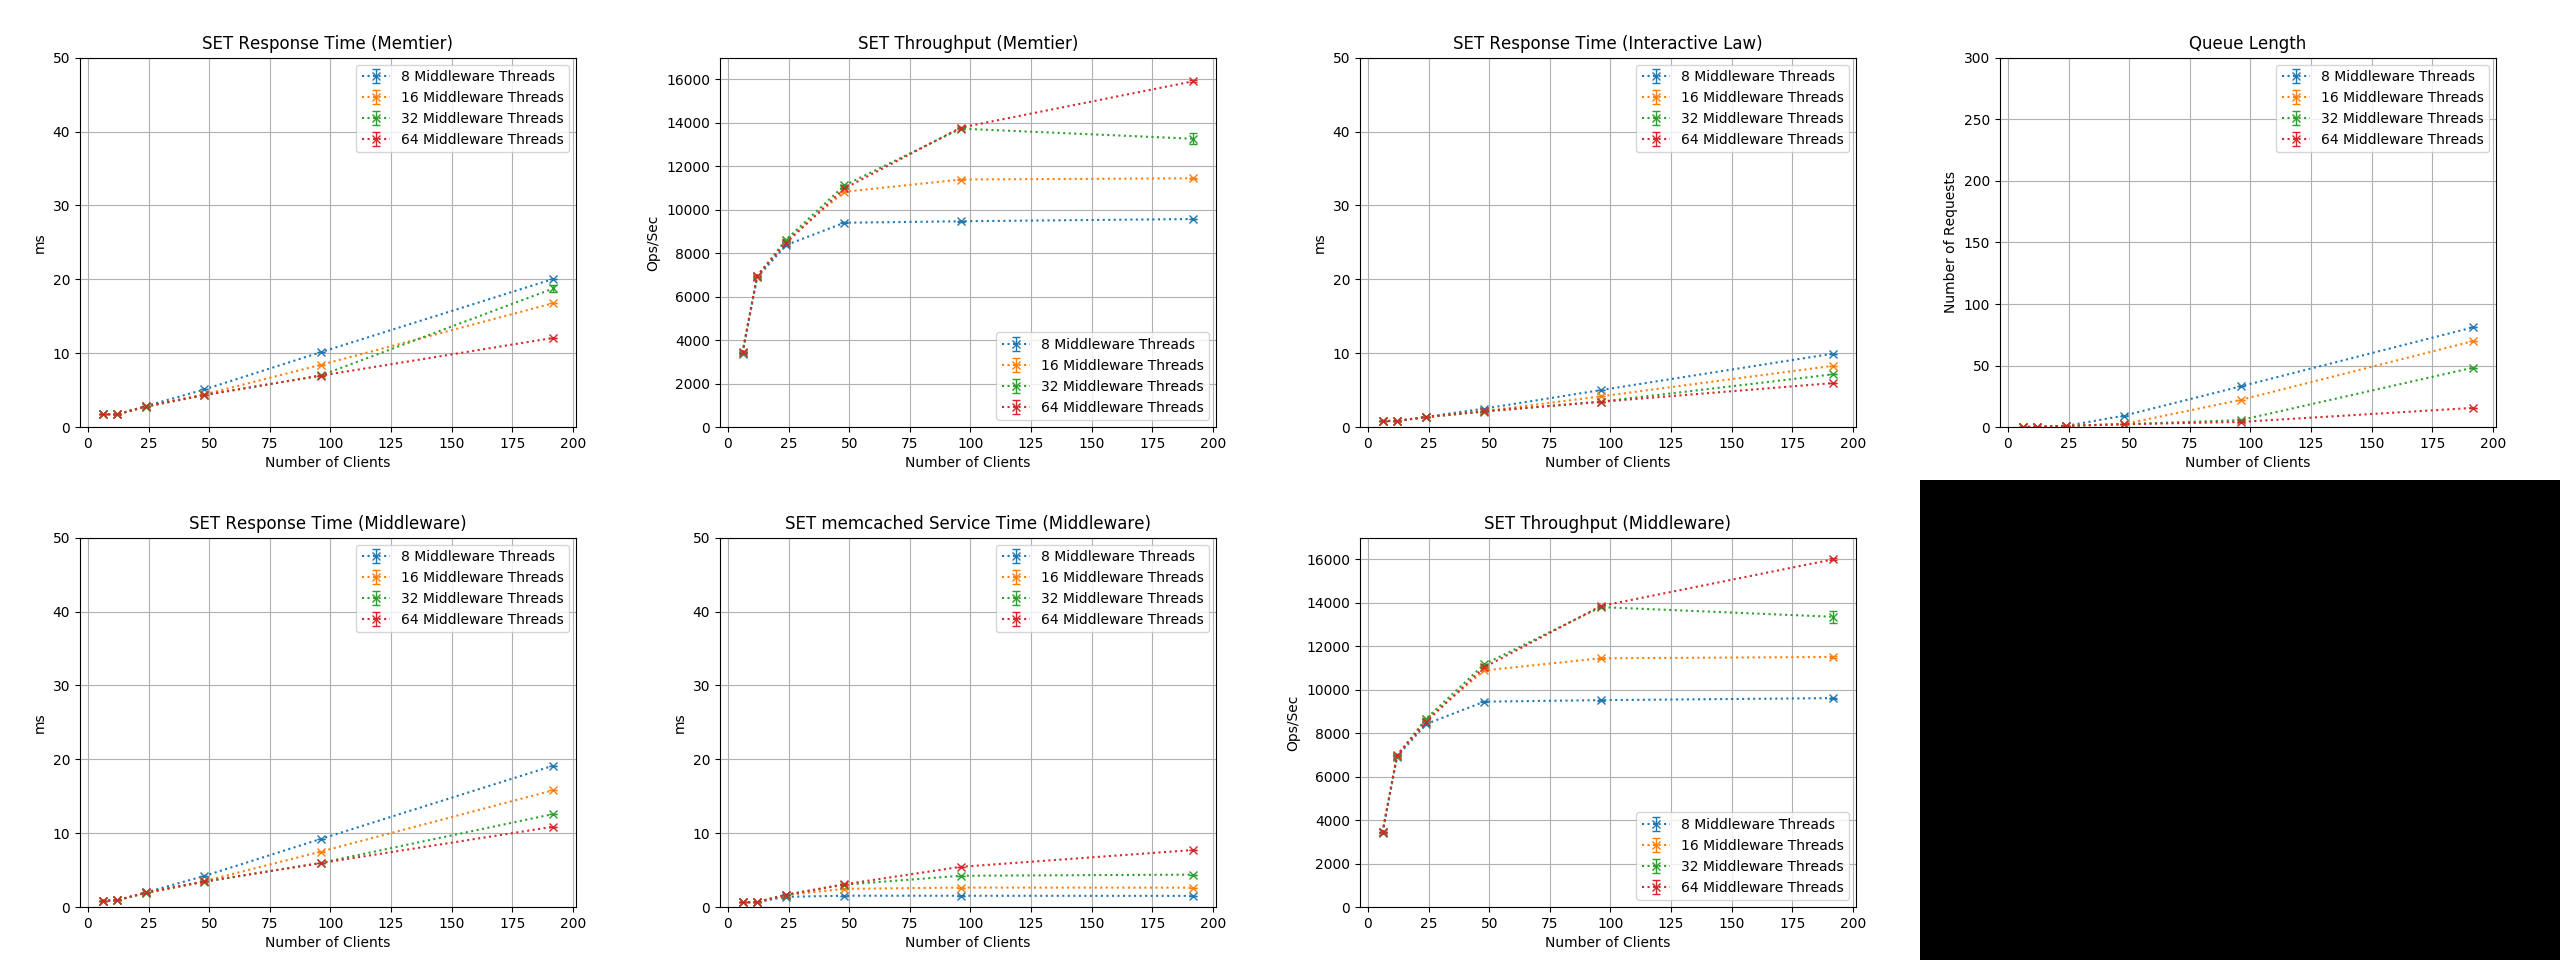 SET Response Time (Memtier)
50
40
30
20
10
0
ms
0 25 50 75 100 125 150 175 200
Number of Clients
8 Middleware Threads
16 Middleware Threads
32 Middleware Threads
64 Middleware Threads
SET Throughput (Memtier)
16000
14000
12000
10000
8000
6000
4000
2000
0
Ops/Sec
0 25 50 75 100 125 150 175 200
Number of Clients
8 Middleware Threads
16 Middleware Threads
32 Middleware Threads
64 Middleware Threads
SET Response Time (Interactive Law)
50
40
30
20
10
0
ms
0 25 50 75 100 125 150 175 200
Number of Clients
8 Middleware Threads
16 Middleware Threads
32 Middleware Threads
64 Middleware Threads
Queue Length
300
250
200
150
100
50
0
Number of Requests
0 25 50 75 100 125 150 175 200
Number of Clients
8 Middleware Threads
16 Middleware Threads
32 Middleware Threads
64 Middleware Threads
SET Response Time (Middleware)
50
40
30
20
10
0
ms
0 25 50 75 100 125 150 175 200
Number of Clients
8 Middleware Threads
16 Middleware Threads
32 Middleware Threads
64 Middleware Threads
SET memcached Service Time (Middleware)
50
40
30
20
10
0
ms
0 25 50 75 100 125 150 175 200
Number of Clients
8 Middleware Threads
16 Middleware Threads
32 Middleware Threads
64 Middleware Threads
SET Throughput (Middleware)
16000
14000
12000
10000
8000
6000
4000
2000
0
Ops/Sec
0 25 50 75 100 125 150 175 200
Number of Clients
8 Middleware Threads
16 Middleware Threads
32 Middleware Threads
64 Middleware Threads